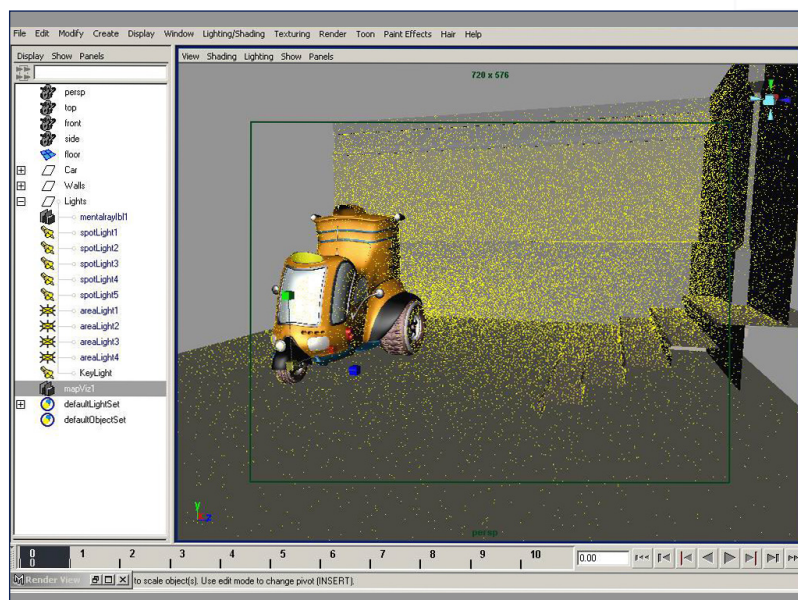 File Edit Modify Create Display Window Lighting/Shading Texturing Render Toon Paint Effects Hair Help
Display Show Panels
View Shading Lighting Show Panels
720 x 576
persp
top
front
side
floor
Car
Walls
Lights
mentalrayIbl1
spotLight1
spotLight2
spotLight3
spotLight4
spotLight5
areaLight1
areaLight2
areaLight3
areaLight4
KeyLight
mapViz1
defaultLightSet
defaultObjectSet
y
z
persp
0 1 2 3 4 5 6 7 8 9 10
0
0.00
Render View
to scale object(s). Use edit mode to change pivot (INSERT).